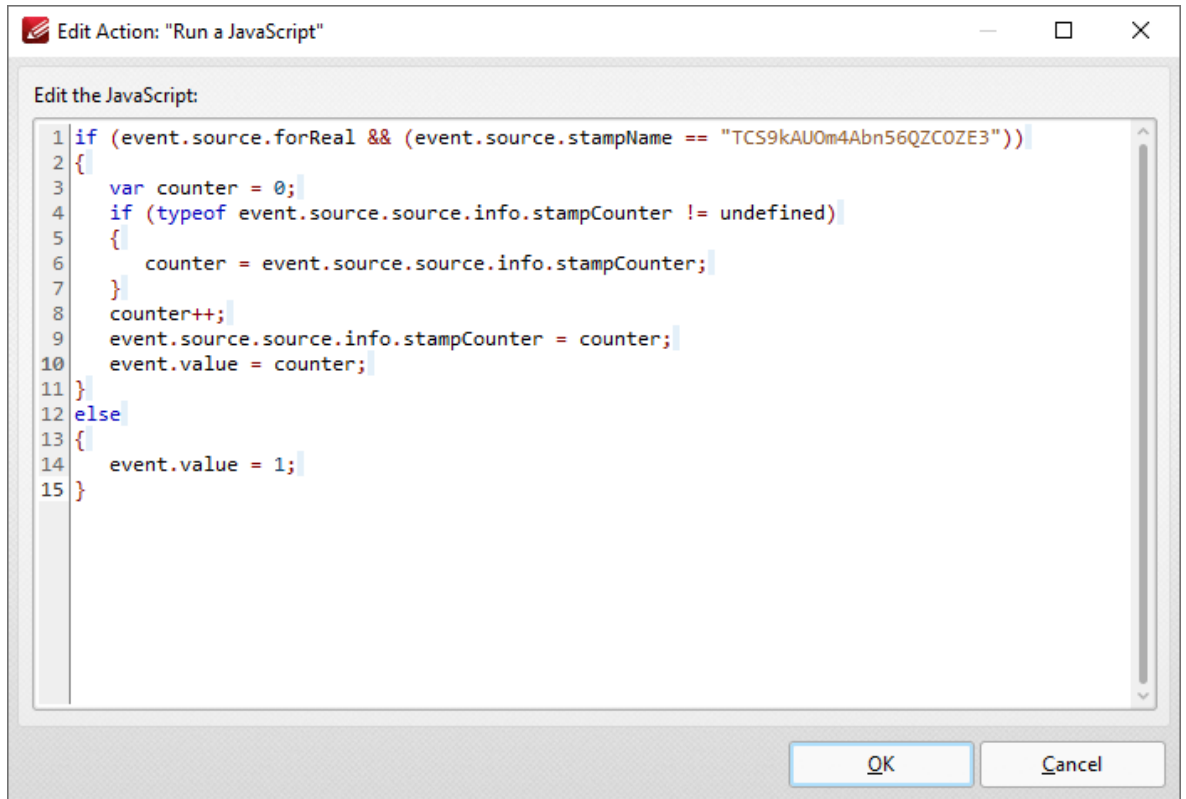 Edit Action: "Run a JavaScript"
Edit the JavaScript:
1 if (event.source.forReal && (event.source.stampName == "TCS9kAUOm4Abn56QZCOZE3"))
2 {
3    var counter = 0;
4    if (typeof event.source.source.info.stampCounter != undefined)
5    {
6       counter = event.source.source.info.stampCounter;
7    }
8    counter++;
9    event.source.source.info.stampCounter = counter;
10    event.value = counter;
11 }
12 else
13 {
14    event.value = 1;
15 }
OK Cancel